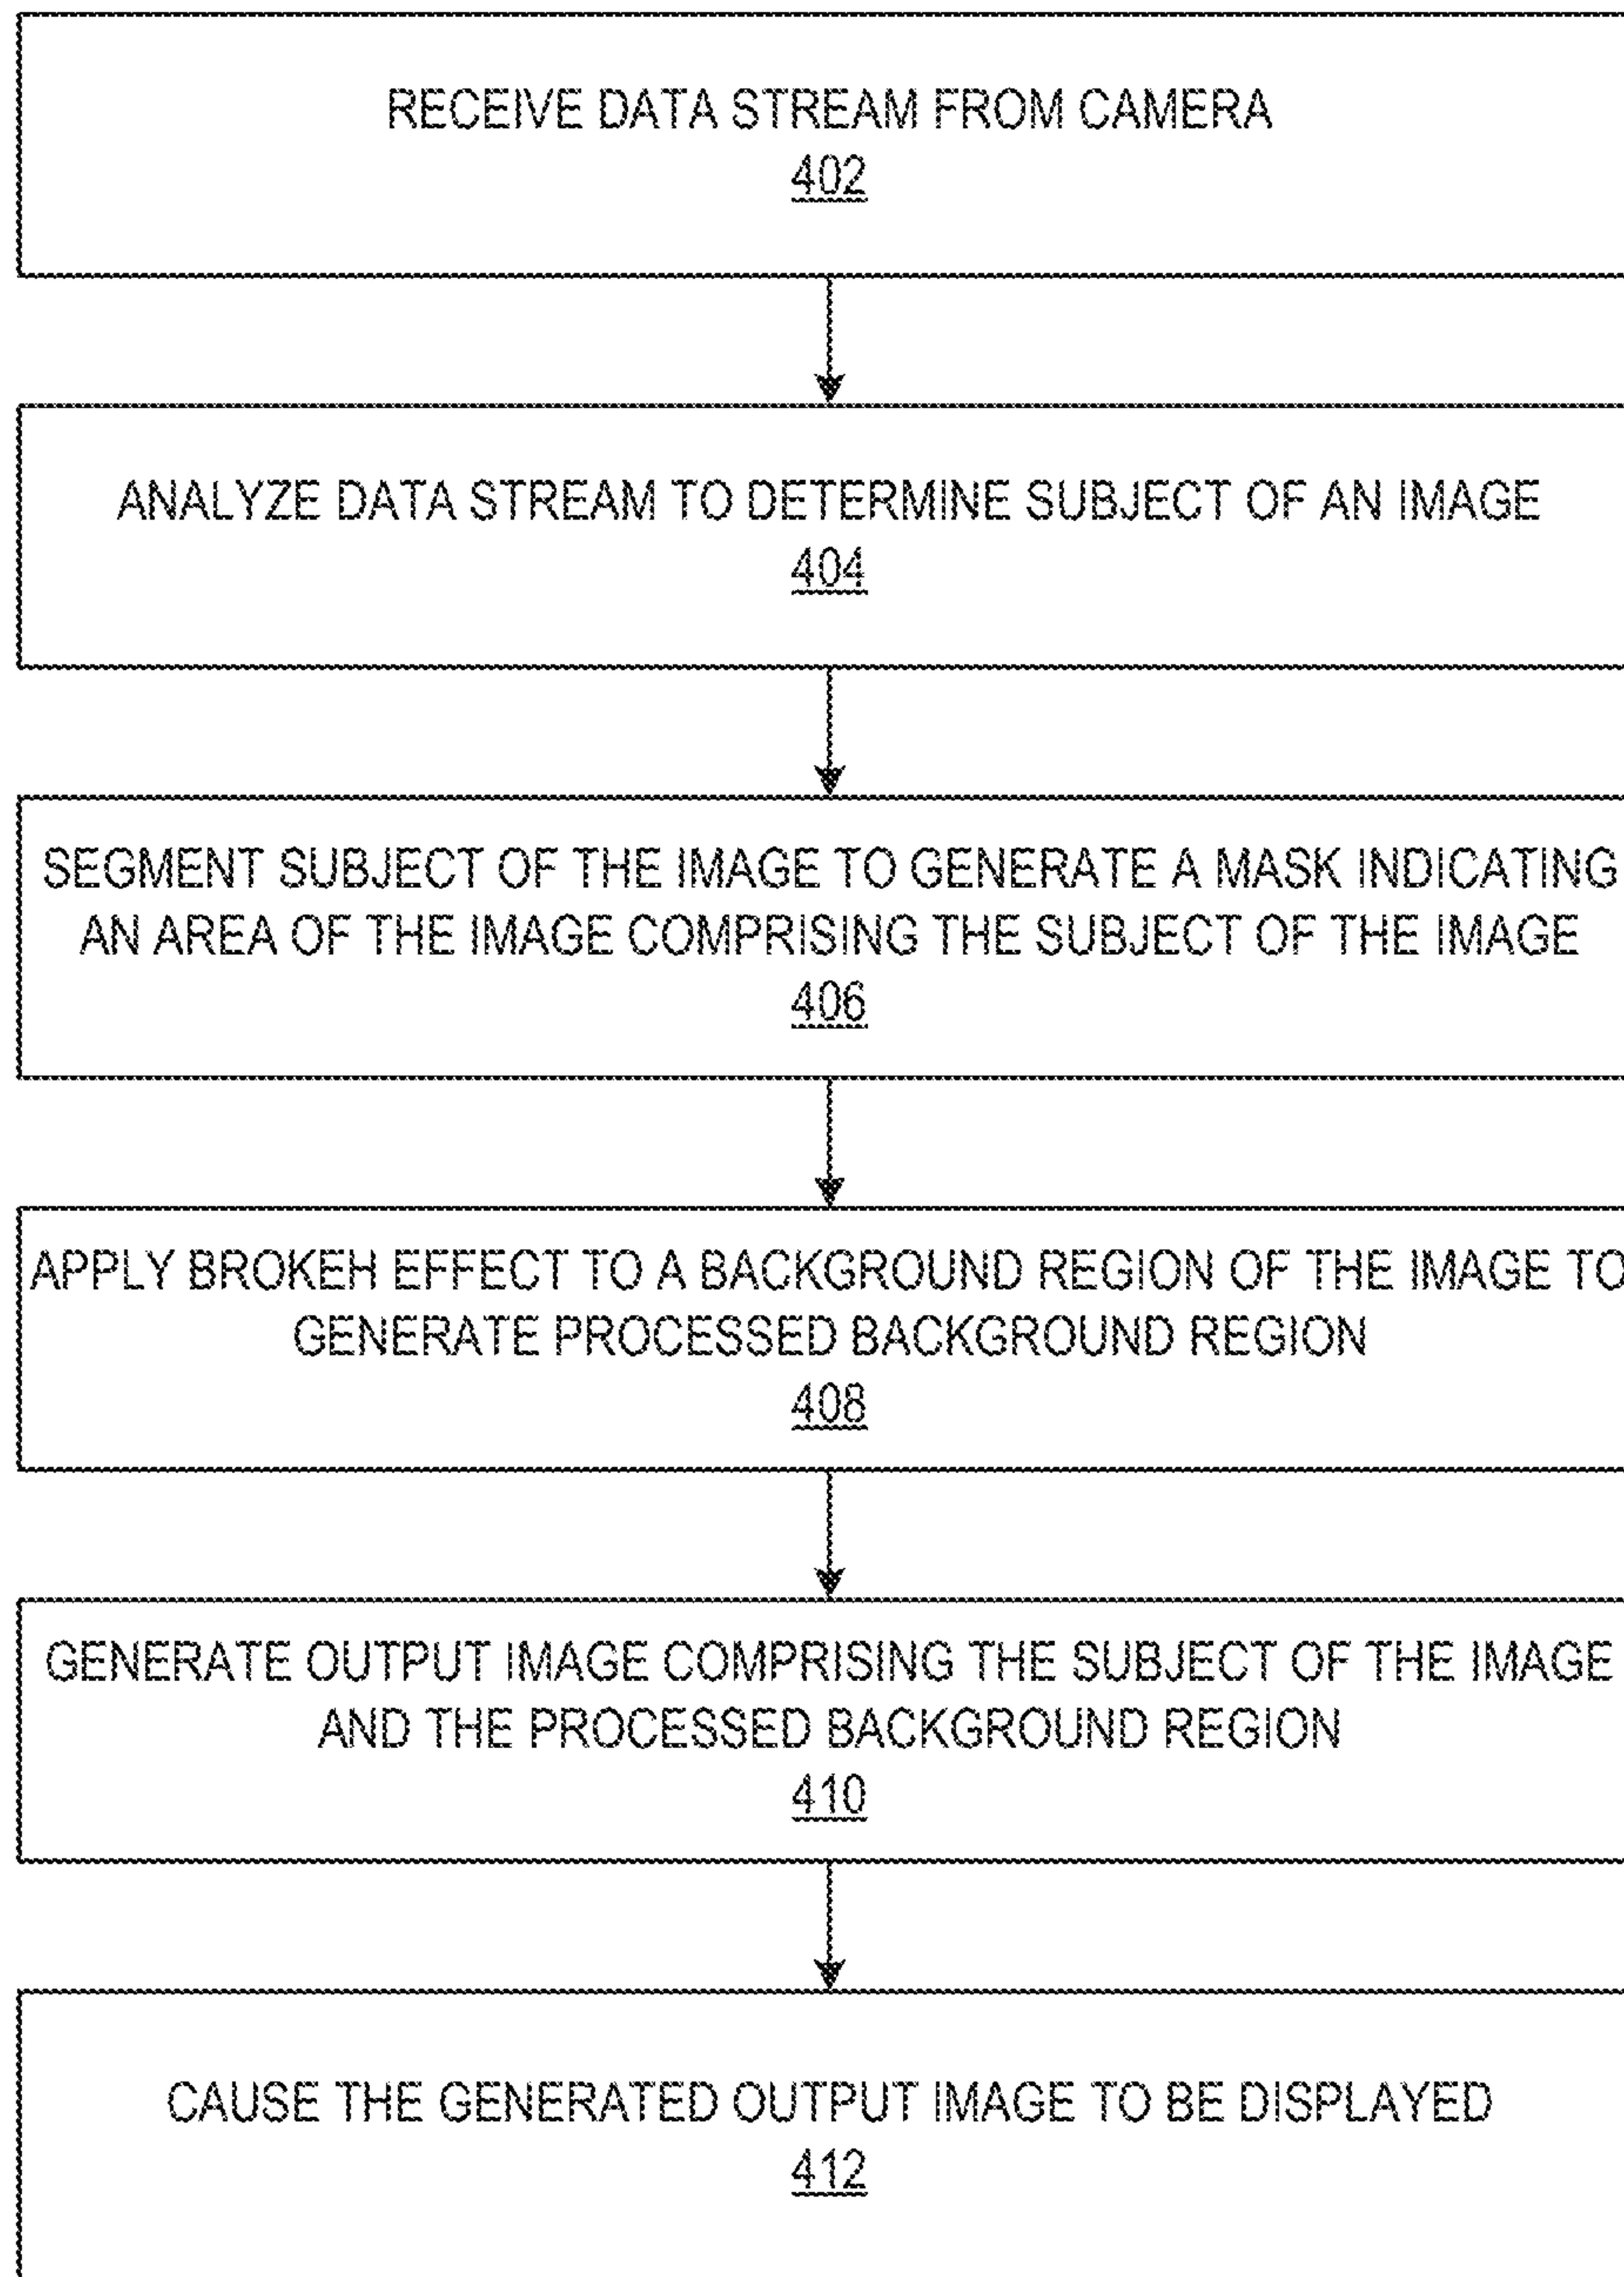 RECEIVE DATA STREAM FROM CAMERA
402
ANALYZE DATA STREAM TO DETERMINE SUBJECT OF AN IMAGE
404
SEGMENT SUBJECT OF THE IMAGE TO GENERATE A MASK INDICATING
AN AREA OF THE IMAGE COMPRISING THE SUBJECT OF THE IMAGE
406
APPLY BROKEH EFFECT TO A BACKGROUND REGION OF THE IMAGE TO
GENERATE PROCESSED BACKGROUND REGION
408
GENERATE OUTPUT IMAGE COMPRISING THE SUBJECT OF THE IMAGE
AND THE PROCESSED BACKGROUND REGION
410
CAUSE THE GENERATED OUTPUT IMAGE TO BE DISPLAYED
412